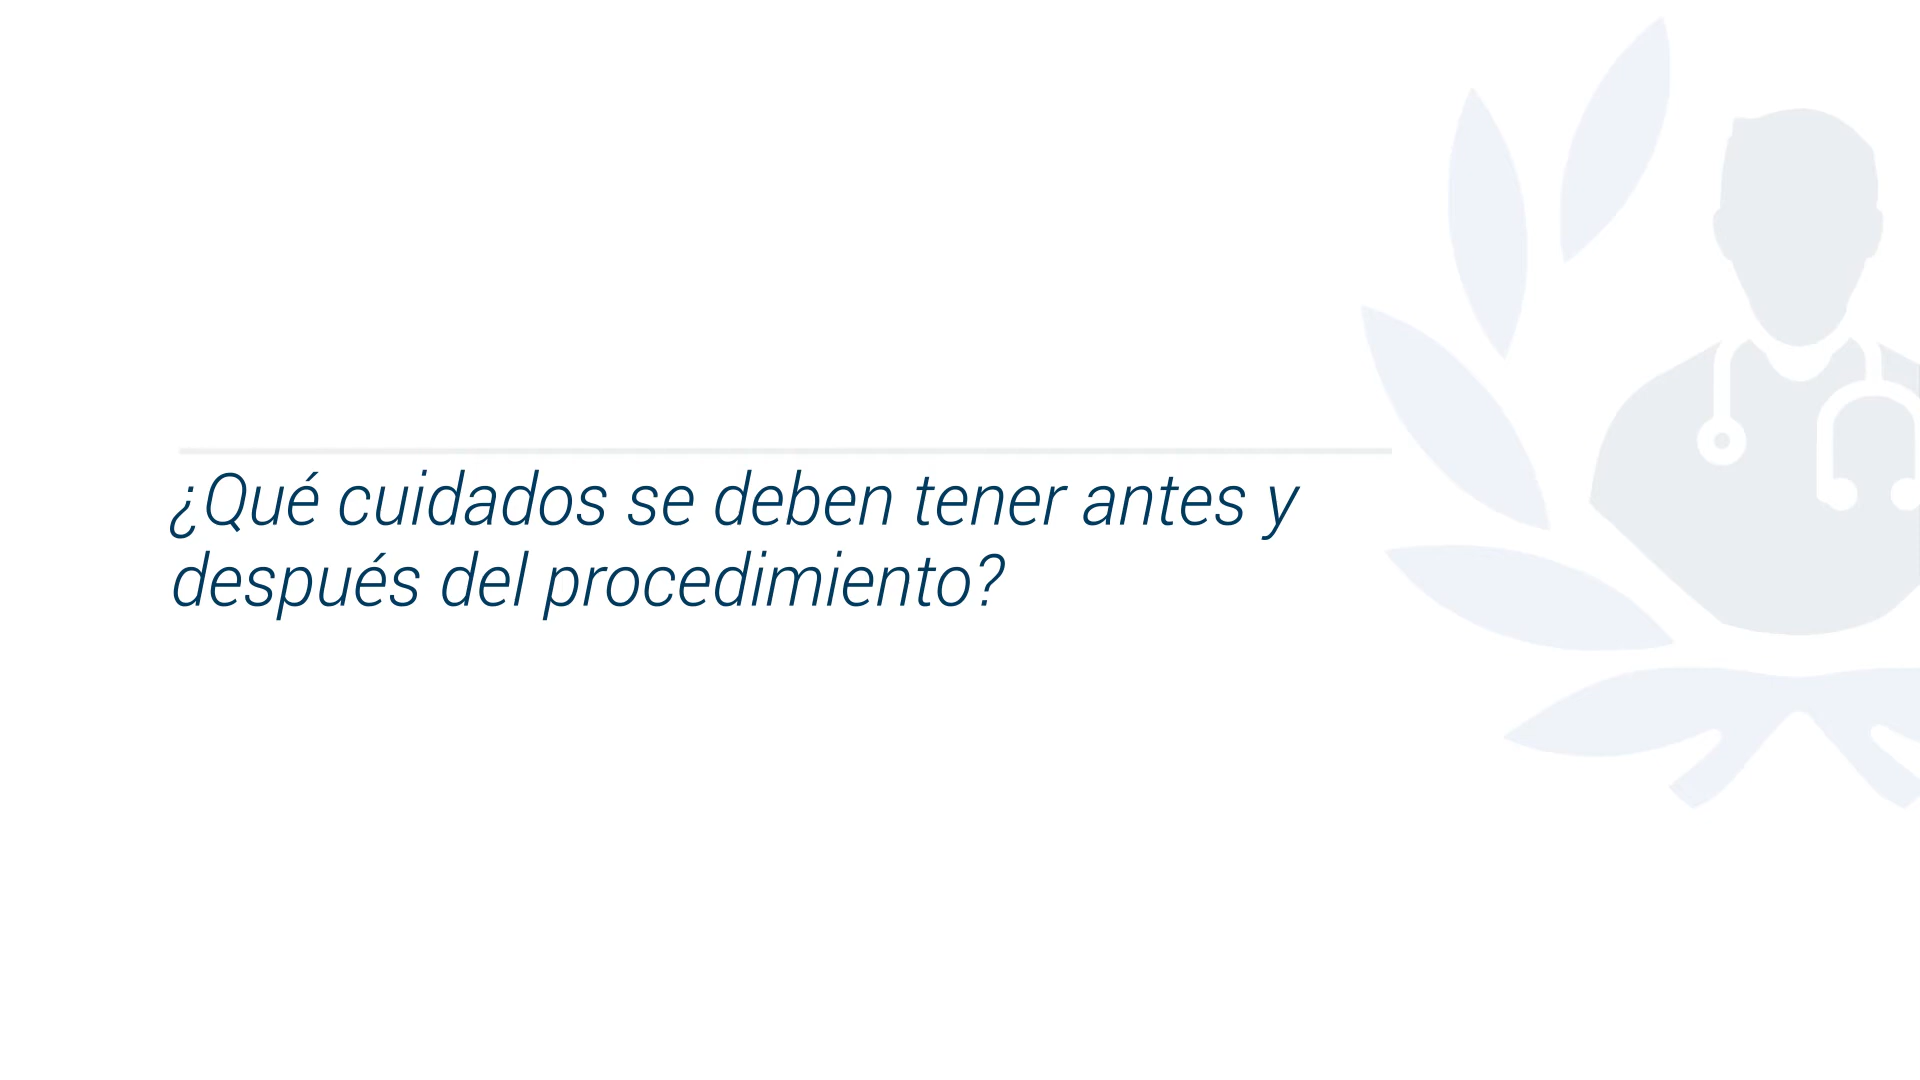 ¿Qué cuidados se deben tener antes y
después del procedimiento?